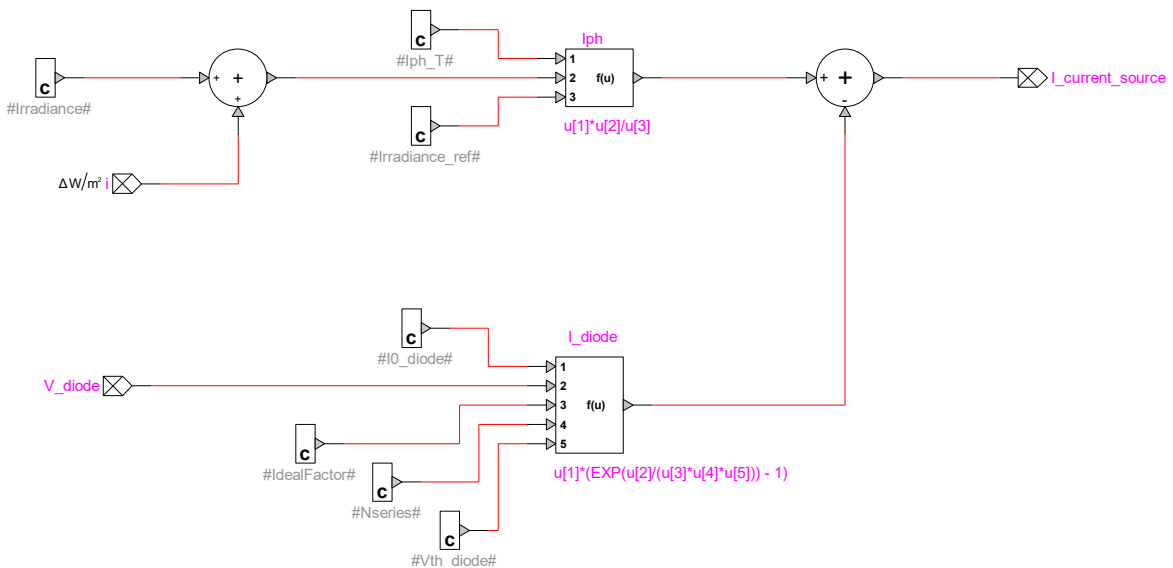 C
#Iph_T#
Iph
C
#Irradiance#
+
+
+
1
2
3
f(u)
+
+
-
I_current_source
C
#Irradiance_ref#
u[1]*u[2]/u[3]
ΔW/m² i
C
#I0_diode#
I_diode
V_diode
1
2
3
4
5
f(u)
C
#IdealFactor#
u[1]*(EXP(u[2]/(u[3]*u[4]*u[5])) - 1)
C
#Nseries#
C
#Vth_diode#